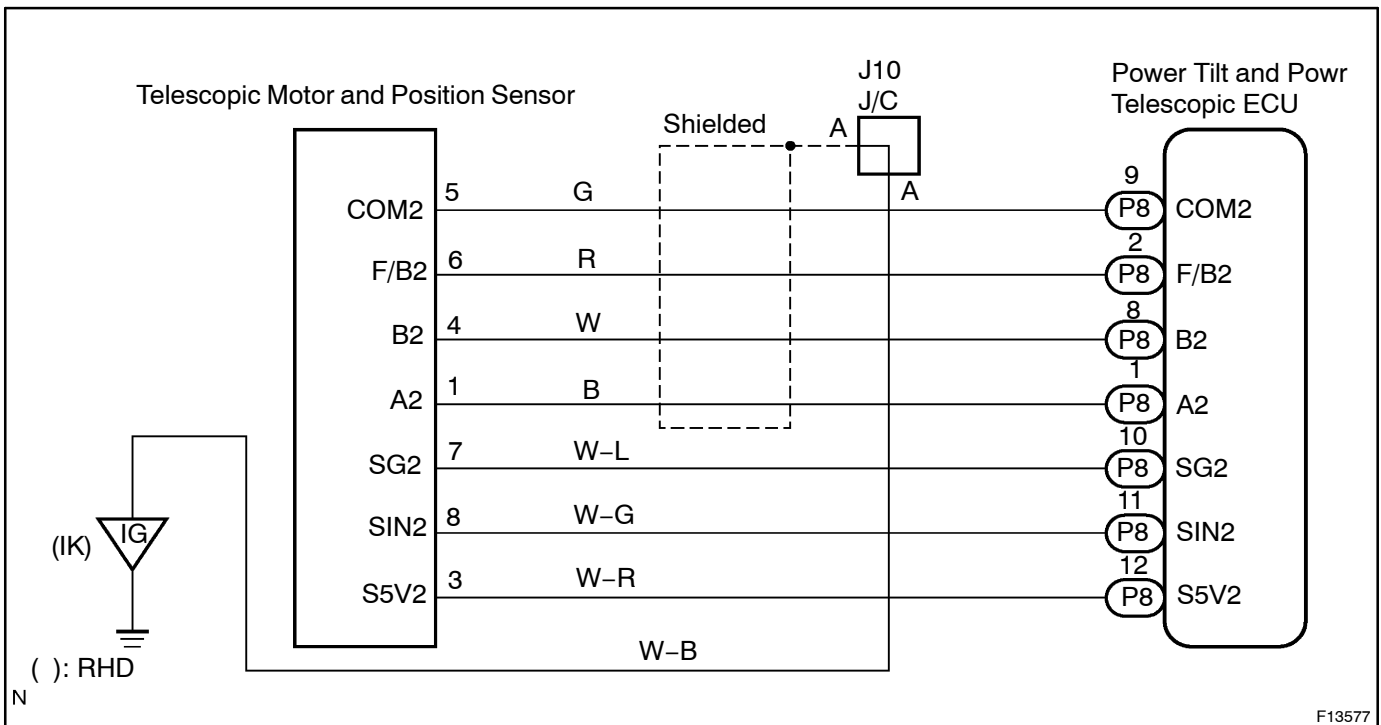 Telescopic Motor and Position Sensor
J10
J/C
Power Tilt and Powr
Telescopic ECU
Shielded
A
A
COM2
5
G
9
P8
COM2
F/B2
6
R
2
P8
F/B2
B2
4
W
8
P8
B2
A2
1
B
1
P8
A2
SG2
7
W–L
10
P8
SG2
SIN2
8
W–G
11
P8
SIN2
S5V2
3
W–R
12
P8
S5V2
(IK)
IG
W–B
( ): RHD
N
F13577